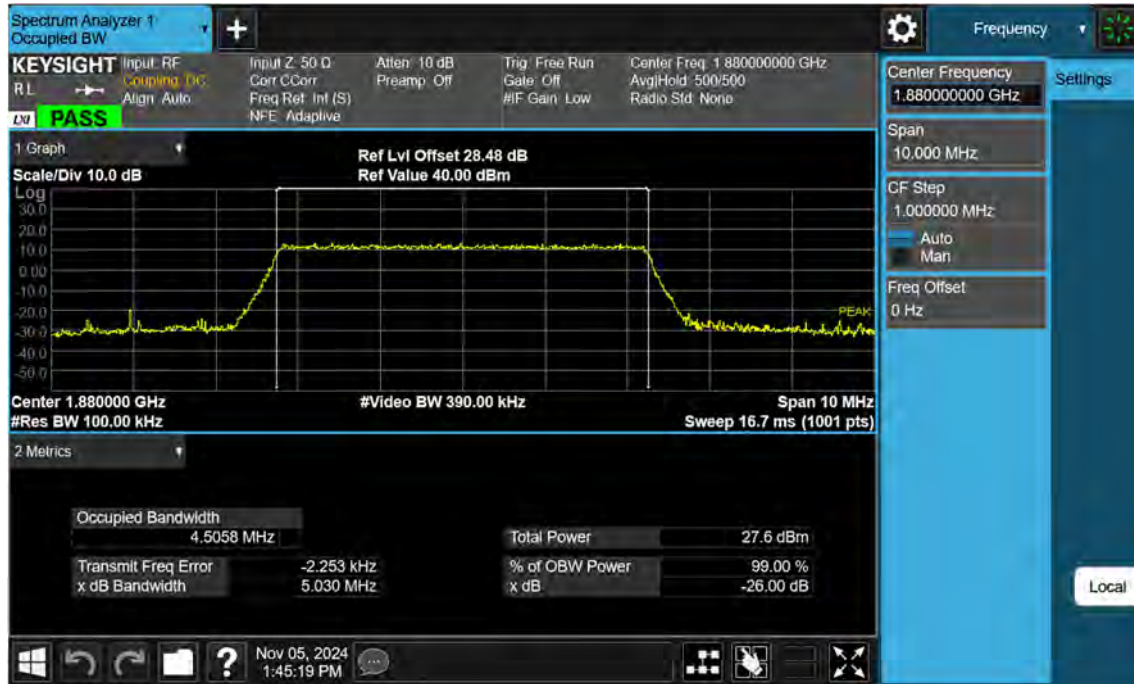 Spectrum Analyzer 1
Occupied BW
+
Frequency
KEYSIGHT
RL
LXI PASS
Input: RF
Coupling: DC
Align: Auto
Input Z: 50 Ω
Corr CCorr
Freq Ref: Int (S)
NFE: Adaptive
Atten: 10 dB
Preamp: Off
Trig: Free Run
Gate: Off
#IF Gain: Low
Center Freq: 1.880000000 GHz
Avg|Hold: 500/500
Radio Std: None
1 Graph
Scale/Div 10.0 dB
Ref Lvl Offset 28.48 dB
Ref Value 40.00 dBm
Log
30.0
20.0
10.0
0.00
-10.0
-20.0
-30.0
-40.0
-50.0
PEAK
Center 1.880000 GHz
#Res BW 100.00 kHz
#Video BW 390.00 kHz
Span 10 MHz
Sweep 16.7 ms (1001 pts)
2 Metrics
Occupied Bandwidth
4.5058 MHz
Transmit Freq Error -2.253 kHz
x dB Bandwidth 5.030 MHz
Total Power 27.6 dBm
% of OBW Power 99.00 %
x dB -26.00 dB
Center Frequency
1.880000000 GHz
Span
10.000 MHz
CF Step
1.000000 MHz
Auto
Man
Freq Offset
0 Hz
Settings
Local
?
Nov 05, 2024
1:45:19 PM